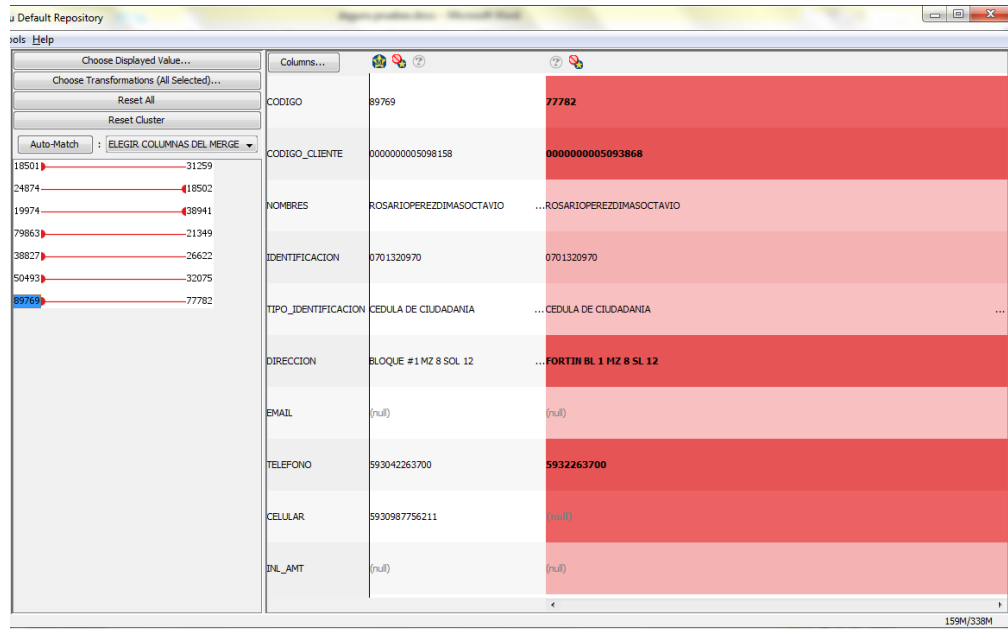 u Default Repository
ools Help
Choose Displayed Value...
Choose Transformations (All Selected)...
Reset All
Reset Cluster
Auto-Match : ELEGIR COLUMNAS DEL MERGE
18501 31259
24874 18502
19974 38941
79863 21349
38827 26622
50493 32075
89769 77782
Columns...
CODIGO 89769 77782
CODIGO_CLIENTE 0000000005098158 0000000005093868
NOMBRES ROSARIOPEREZDIMASOCTAVIO ...ROSARIOPEREZDIMASOCTAVIO
IDENTIFICACION 0701320970 0701320970
TIPO_IDENTIFICACION CEDULA DE CIUDADANIA ...CEDULA DE CIUDADANIA ...
DIRECCION BLOQUE #1 MZ 8 SOL 12 ...FORTIN BL 1 MZ 8 SL 12
EMAIL (null) (null)
TELEFONO 593042263700 5932263700
CELULAR 5930987756211 (null)
INL_AMT (null) (null)
159M/338M